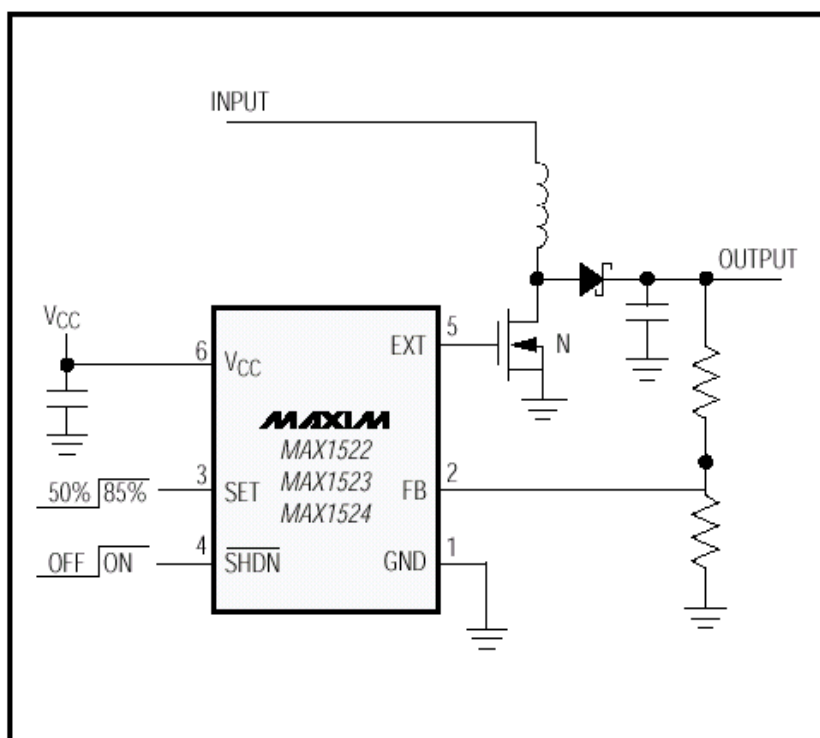 INPUT
OUTPUT
VCC
6
VCC
EXT
5
N
MAXIM
MAX1522
MAX1523
MAX1524
50% 85%
3
SET
FB
2
OFF ON
4
SHDN
GND
1